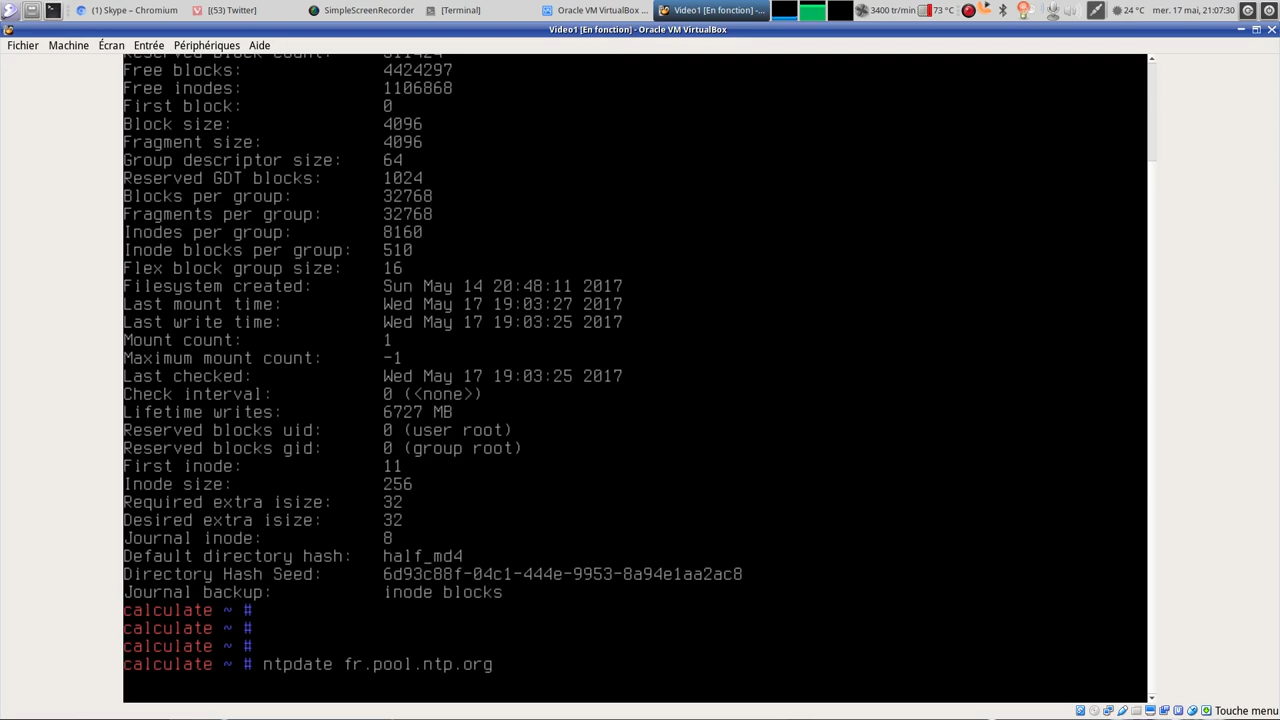 (1) Skype - Chromium
((53) Twitter)
SimpleScreenRecorder
[Terminal]
Oracle VM VirtualBox ...
Video1 [En fonction] -...
3400 tr/min
73 °C
24 °C
mer. 17 mai, 21:07:30
Video1 [En fonction] - Oracle VM VirtualBox
Fichier Machine Écran Entrée Périphériques Aide
Reserved block count: 311424
Free blocks: 4424297
Free inodes: 1106868
First block: 0
Block size: 4096
Fragment size: 4096
Group descriptor size: 64
Reserved GDT blocks: 1024
Blocks per group: 32768
Fragments per group: 32768
Inodes per group: 8160
Inode blocks per group: 510
Flex block group size: 16
Filesystem created: Sun May 14 20:48:11 2017
Last mount time: Wed May 17 19:03:27 2017
Last write time: Wed May 17 19:03:25 2017
Mount count: 1
Maximum mount count: -1
Last checked: Wed May 17 19:03:25 2017
Check interval: 0 (<none>)
Lifetime writes: 6727 MB
Reserved blocks uid: 0 (user root)
Reserved blocks gid: 0 (group root)
First inode: 11
Inode size: 256
Required extra isize: 32
Desired extra isize: 32
Journal inode: 8
Default directory hash: half_md4
Directory Hash Seed: 6d93c88f-04c1-444e-9953-8a94e1aa2ac8
Journal backup: inode blocks
calculate ~ #
calculate ~ #
calculate ~ #
calculate ~ # ntpdate fr.pool.ntp.org
Touche menu